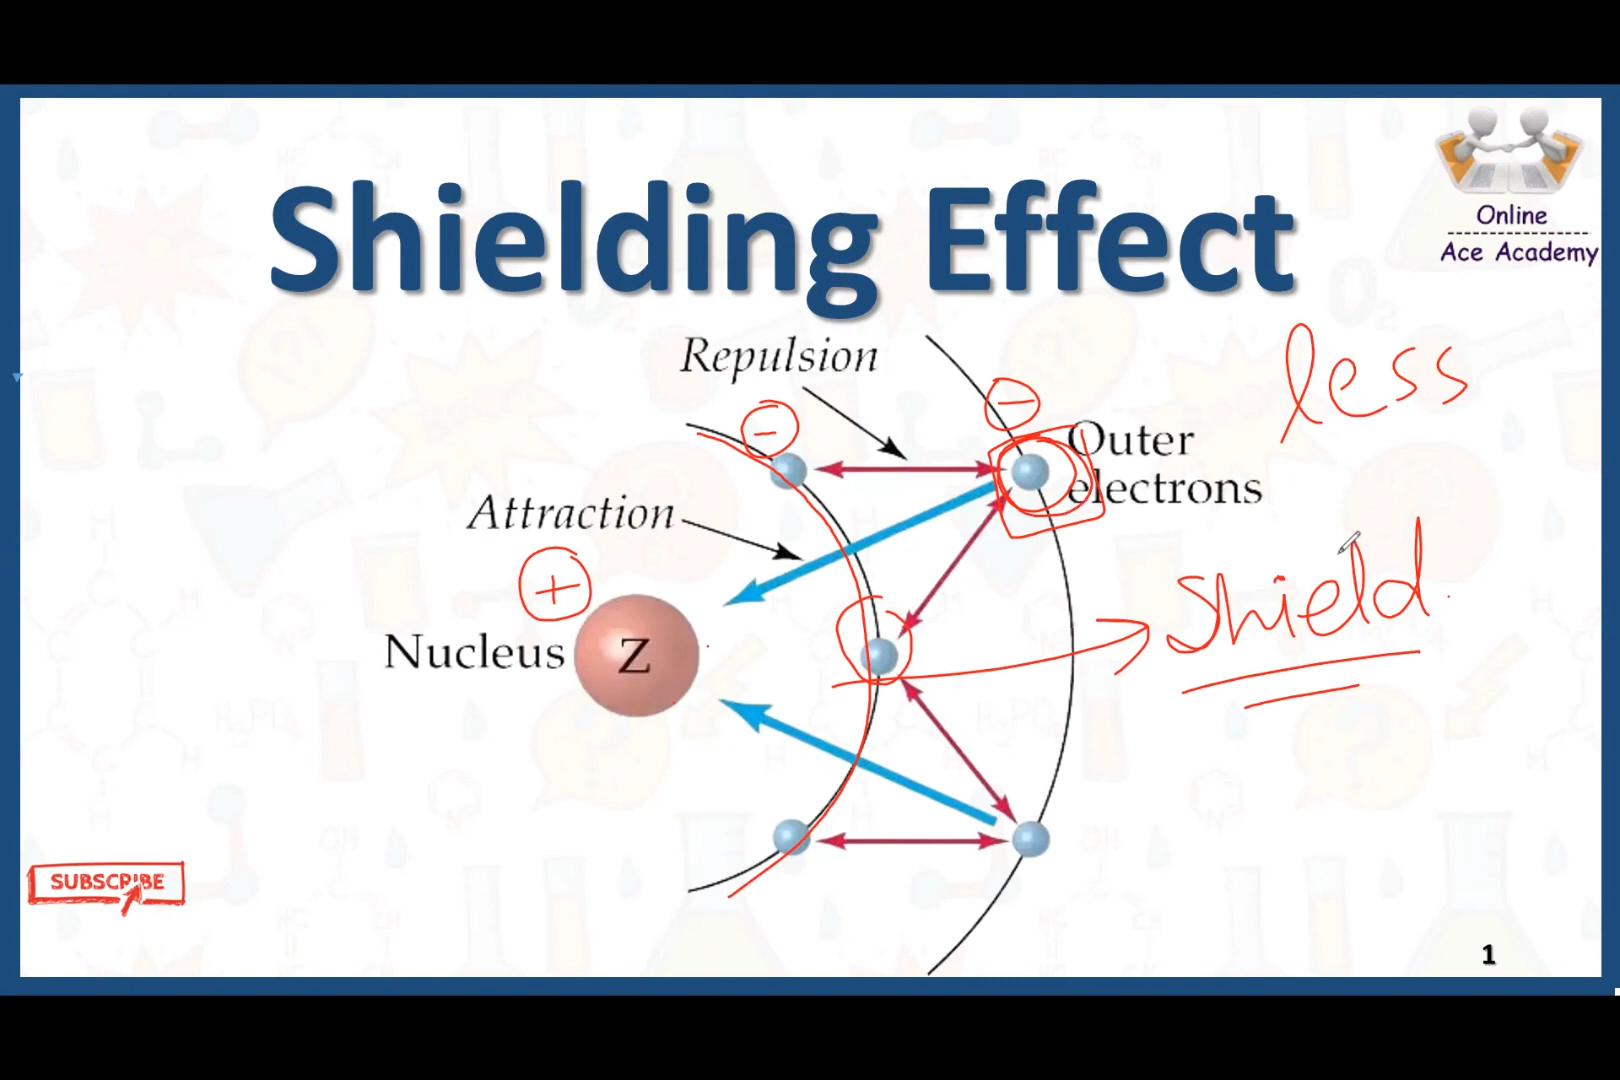 Shielding Effect
Online
Ace Academy
Repulsion
less
−
−
Outer
electrons
Attraction
+
shield
Nucleus
Z
SUBSCRIBE
1